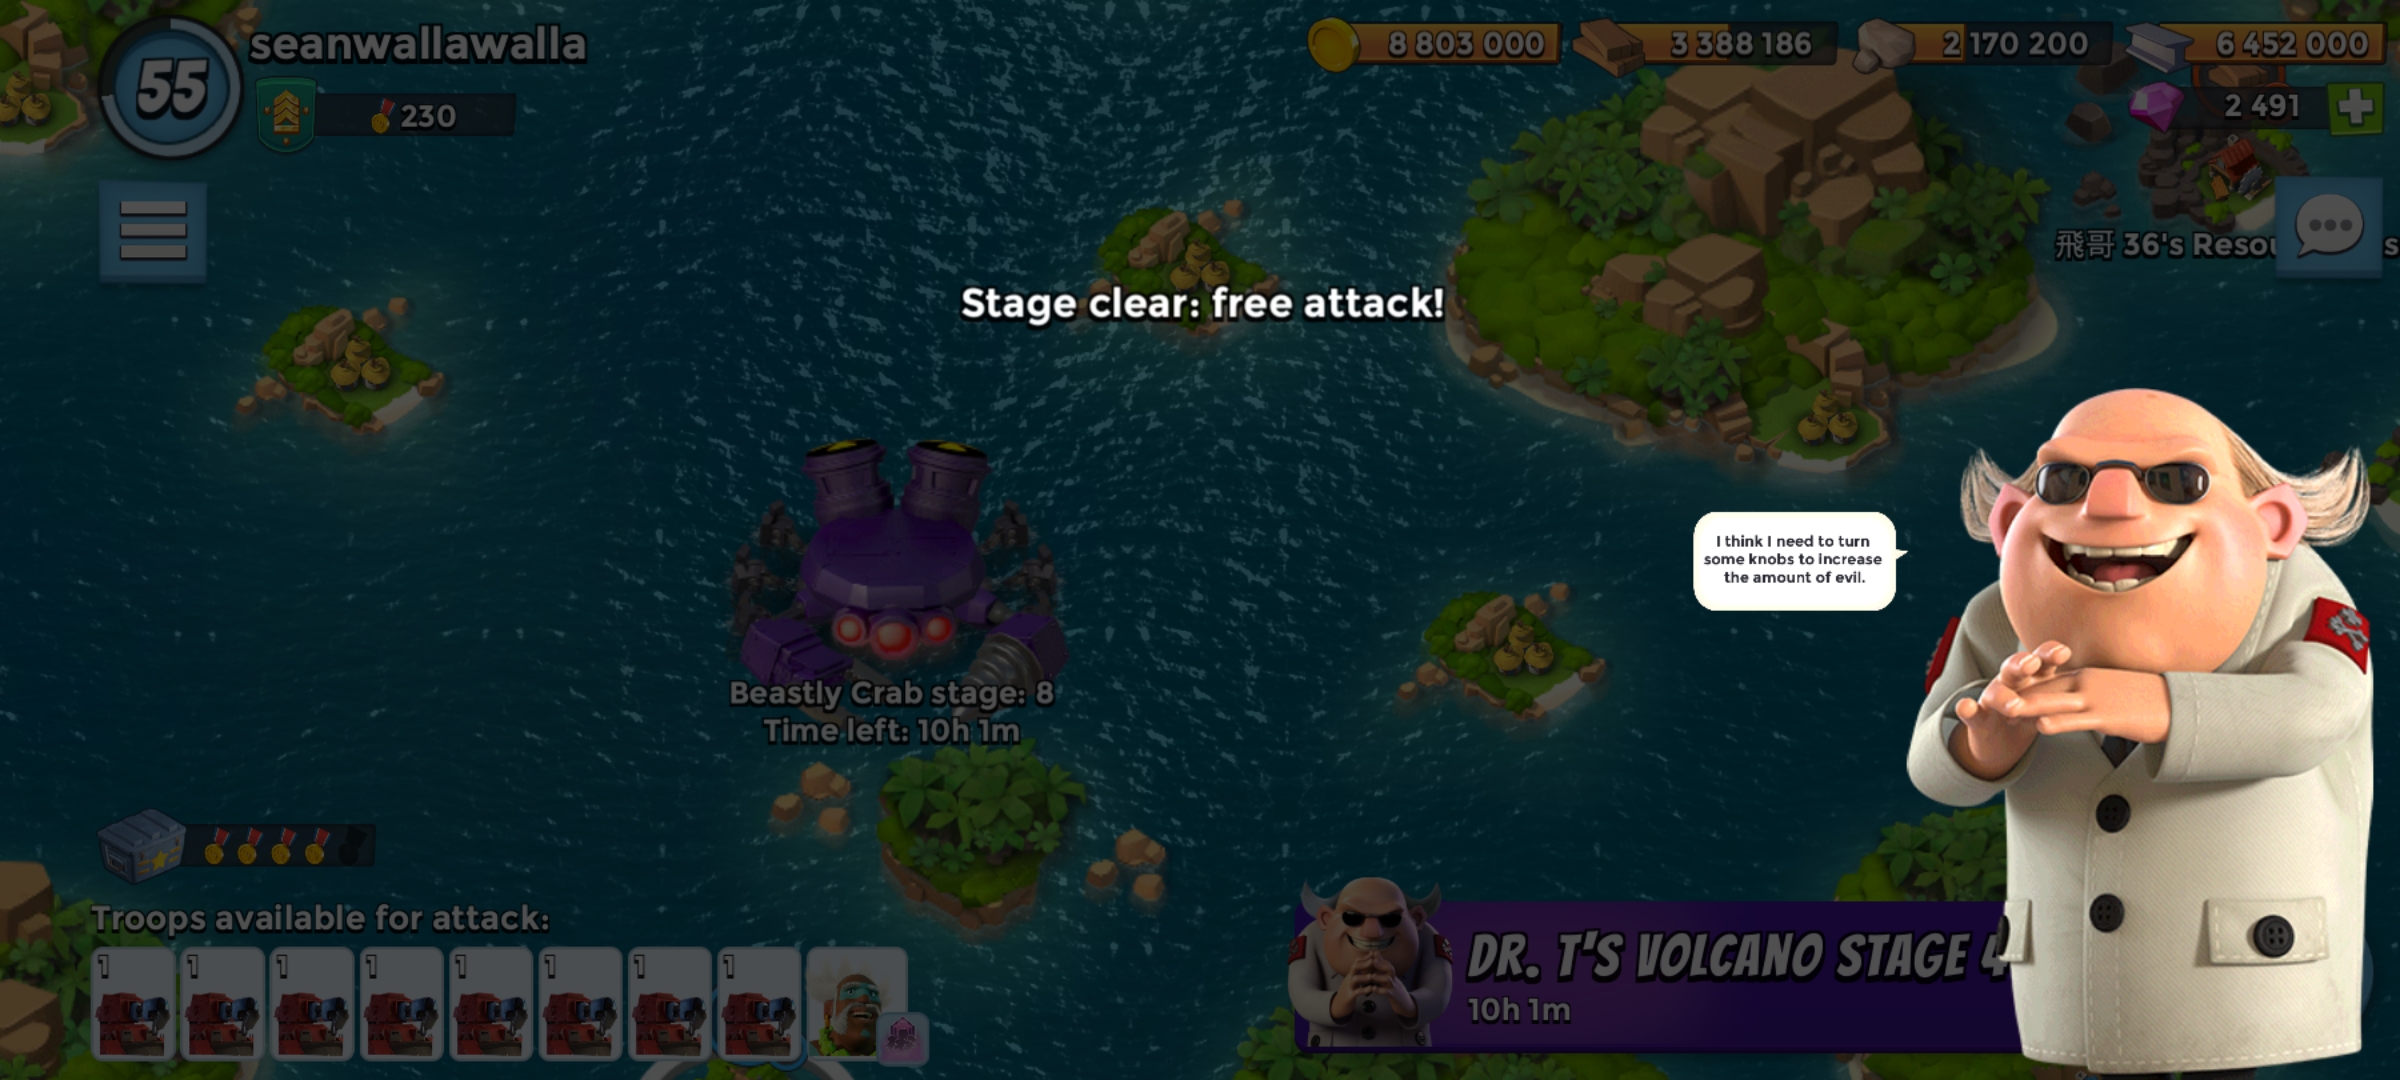 55
seanwallawalla
230
8 803 000
3 388 186
2 170 200
6 452 000
2 491
飛哥 36's
Stage clear: free attack!
I think I need to turn
some knobs to increase
the amount of evil.
Beastly Crab stage: 8
Time left: 10h 1m
Troops available for attack:
1 1 1 1 1 1 1 1
DR. T'S VOLCANO STAGE 4
10h 1m